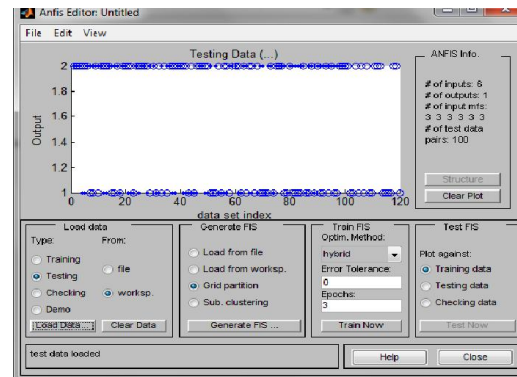 Anfis Editor: Untitled
File Edit View
Testing Data (...)
2
1.8
1.6
1.4
1.2
1
Output
0 20 40 60 80 100 120
data set index
ANFIS Info.
# of inputs: 6
# of outputs: 1
# of input mfs:
3 3 3 3 3 3
# of test data
pairs: 100
Structure
Clear Plot
Load data
Type: From:
Training
Testing
Checking
Demo
file
worksp.
Load Data...
Clear Data
Generate FIS
Load from file
Load from worksp.
Grid partition
Sub. clustering
Generate FIS ...
Train FIS
Optim. Method:
hybrid
Error Tolerance:
0
Epochs:
3
Train Now
Test FIS
Plot against:
Training data
Testing data
Checking data
Test Now
test data loaded
Help
Close